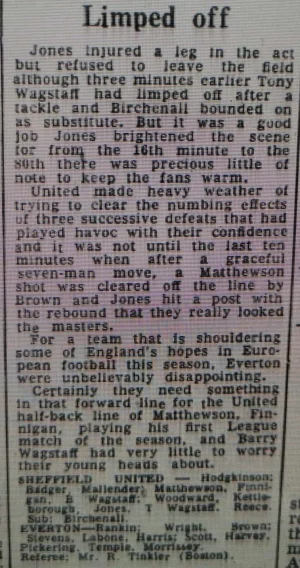 Limped off
Jones injured a leg in the act
but refused to leave the field
although three minutes earlier Tony
Wagstaff had limped off after a
tackle and Birchenall bounded on
as substitute. But it was a good
job Jones brightened the scene
for from the 16th minute to the
80th there was precious little of
note to keep the fans warm.
United made heavy weather of
trying to clear the numbing effects
of three successive defeats that had
played havoc with their confidence
and it was not until the last ten
minutes when after a graceful
seven-man move, a Matthewson
shot was cleared off the line by
Brown and Jones hit a post with
the rebound that they really looked
the masters.
For a team that is shouldering
some of England's hopes in Euro-
pean football this season, Everton
were unbelievably disappointing.
Certainly they need something
in that forward line for the United
half-back line of Matthewson, Fin-
nigan, playing his first League
match of the season, and Barry
Wagstaff had very little to worry
their young heads about.
SHEFFIELD UNITED — Hodgkinson;
Badger, Mallender; Matthewson, Finni-
gan, B Wagstaff; Woodward, Kettle-
borough, Jones, T Wagstaff, Reece.
Sub: Birchenall.
EVERTON—Rankin; Wright, Brown;
Stevens, Labone, Harris; Scott, Harvey,
Pickering, Temple, Morrissey.
Referee: Mr. R. Tinkler (Boston).